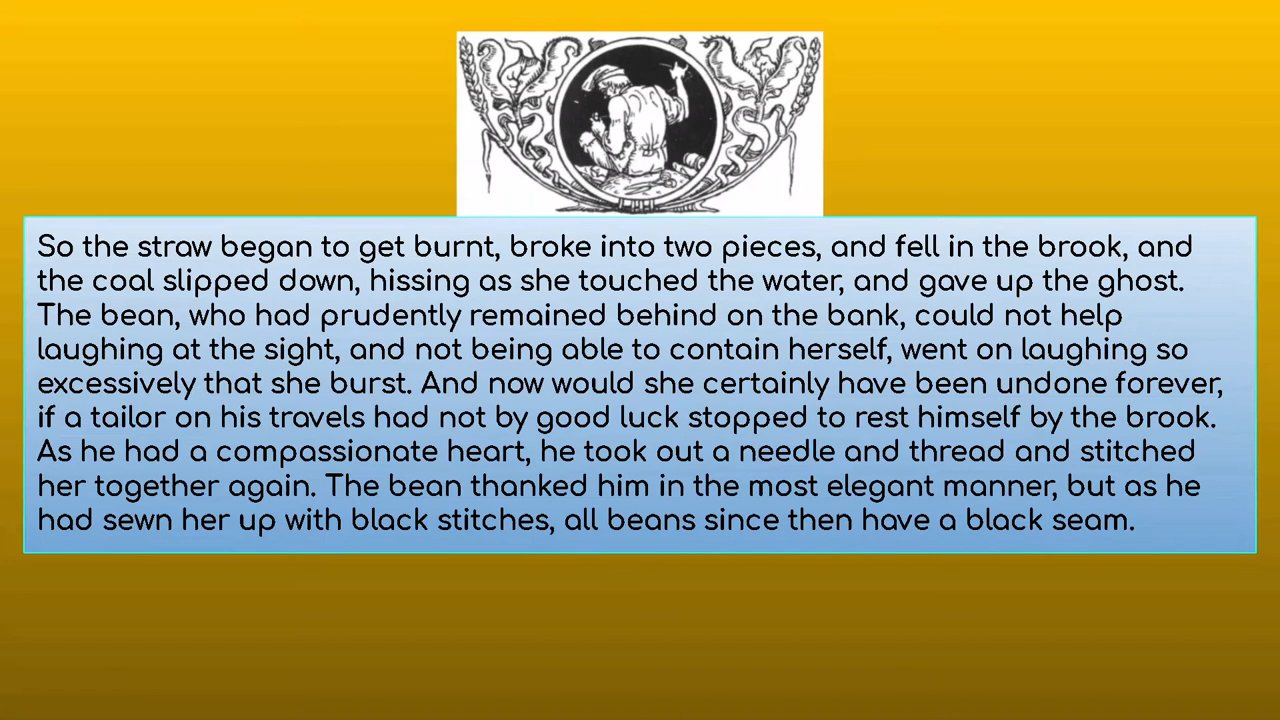 So the straw began to get burnt, broke into two pieces, and fell in the brook, and
the coal slipped down, hissing as she touched the water, and gave up the ghost.
The bean, who had prudently remained behind on the bank, could not help
laughing at the sight, and not being able to contain herself, went on laughing so
excessively that she burst. And now would she certainly have been undone forever,
if a tailor on his travels had not by good luck stopped to rest himself by the brook.
As he had a compassionate heart, he took out a needle and thread and stitched
her together again. The bean thanked him in the most elegant manner, but as he
had sewn her up with black stitches, all beans since then have a black seam.